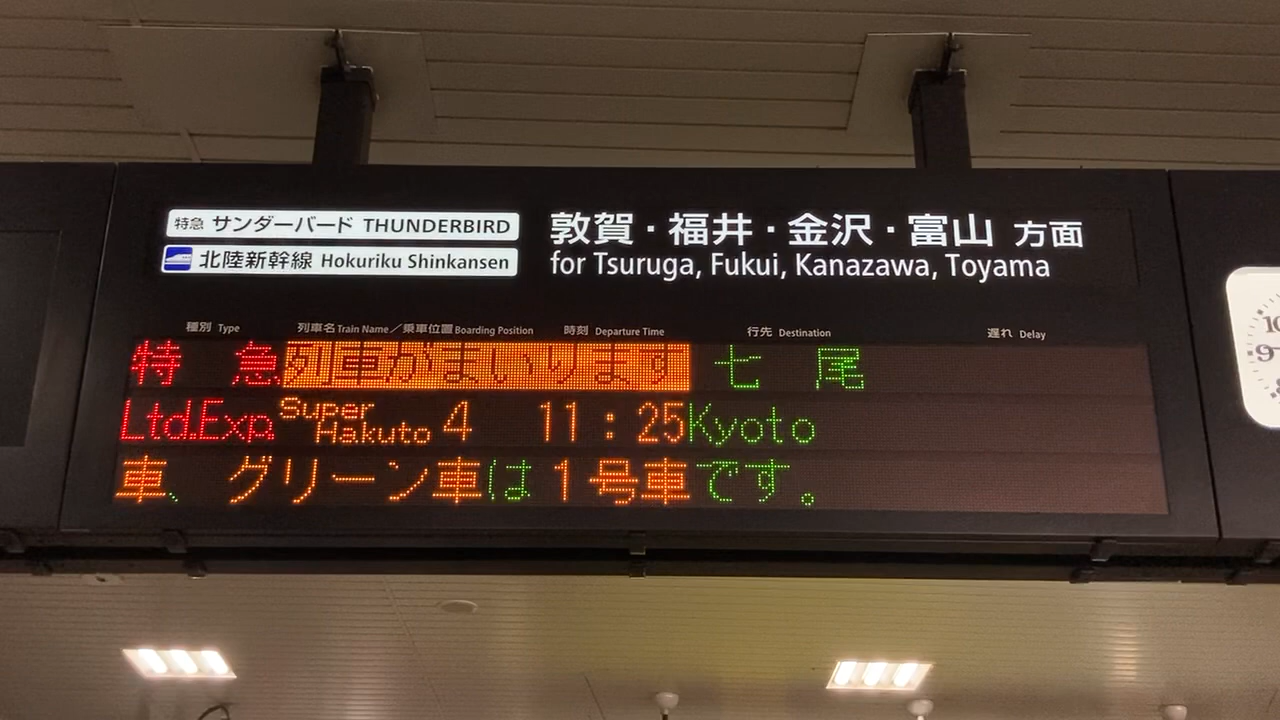 特急 サンダーバード THUNDERBIRD
北陸新幹線 Hokuriku Shinkansen
敦賀・福井・金沢・富山 方面
for Tsuruga, Fukui, Kanazawa, Toyama
種別 Type 列車名 Train Name／乗車位置 Boarding Position 時刻 Departure Time 行先 Destination 遅れ Delay
特 急 列車がまいります 七 尾
Ltd.Exp. Super Hakuto 4 11:25 Kyoto
車、グリーン車は1号車です。
10
9